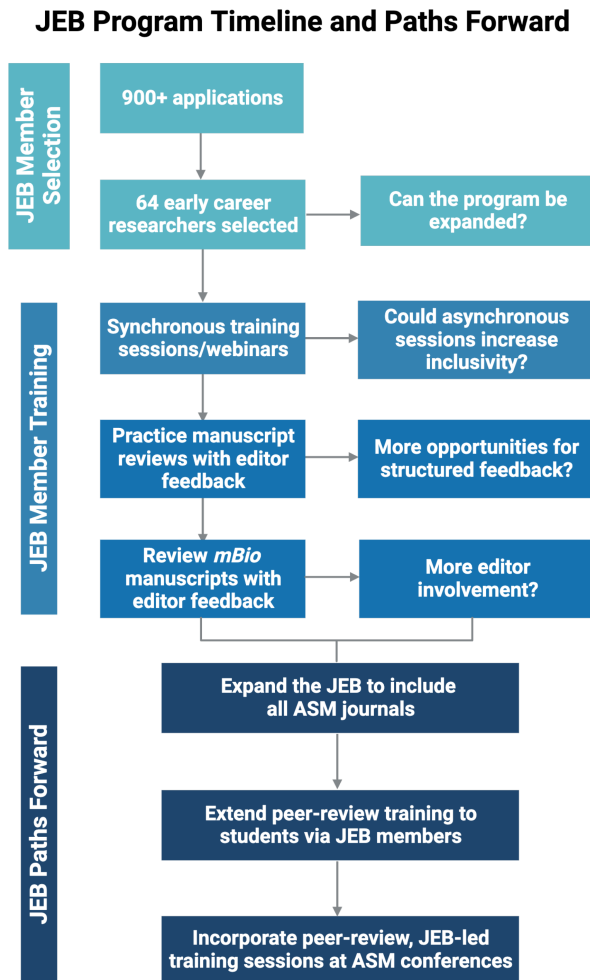 JEB Program Timeline and Paths Forward
JEB Member
Selection
900+ applications
64 early career
researchers selected
Can the program be
expanded?
JEB Member Training
Synchronous training
sessions/webinars
Could asynchronous
sessions increase
inclusivity?
Practice manuscript
reviews with editor
feedback
More opportunities for
structured feedback?
Review mBio
manuscripts with
editor feedback
More editor
involvement?
JEB Paths Forward
Expand the JEB to include
all ASM journals
Extend peer-review training to
students via JEB members
Incorporate peer-review, JEB-led
training sessions at ASM conferences